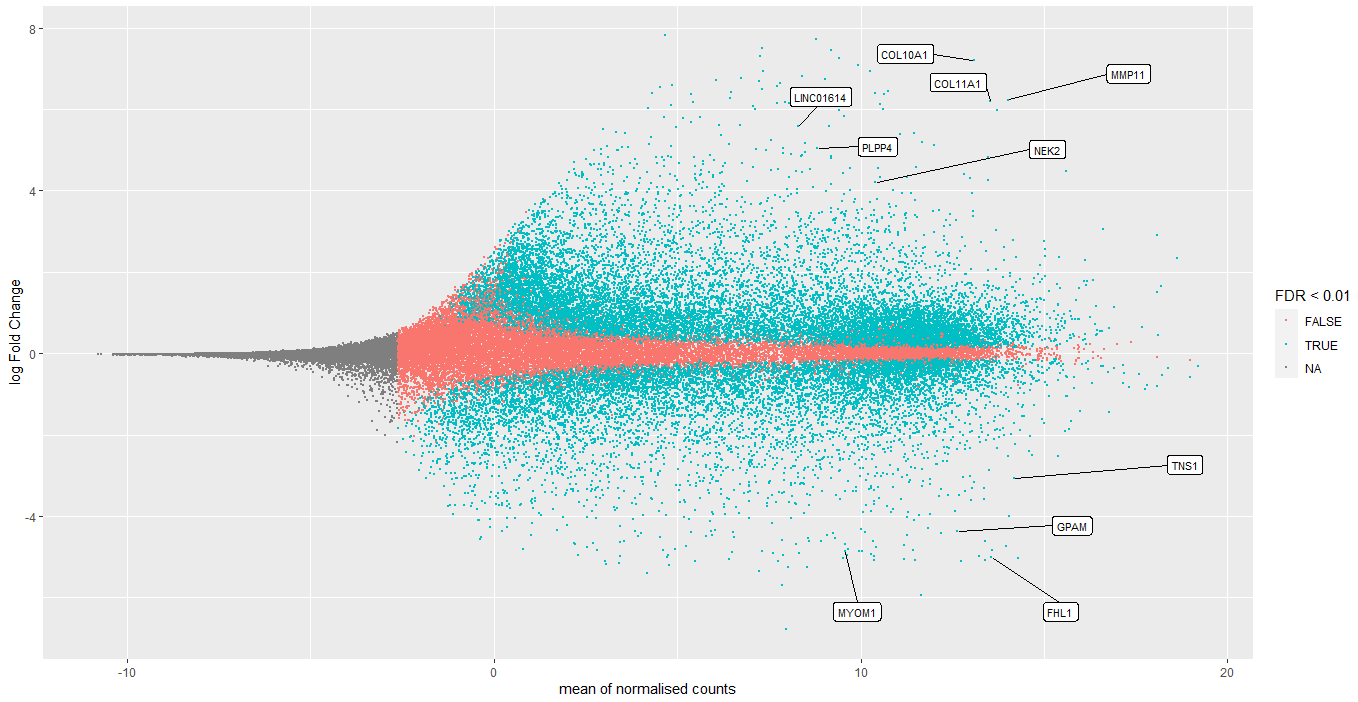 8
COL10A1
COL11A1
MMP11
LINC01614
PLPP4
NEK2
4
FDR < 0.01
FALSE
TRUE
NA
log Fold Change
0
TNS1
-4
GPAM
MYOM1
FHL1
-10
0
10
20
mean of normalised counts